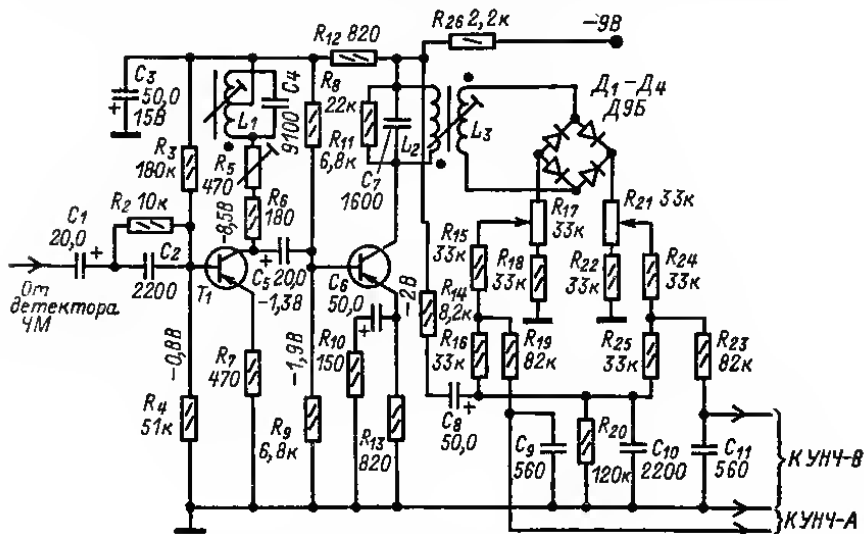 R12 820
R26 2,2к
-9В
C3
50,0
15В
L1
C4
9100
R8
22к
R11
6,8к
L2
C7
1600
L3
Д1-Д4
Д9Б
R3
180к
R5
470
R6
180
-8,5В
R2 10к
C1
20,0
C2
2200
От
детектора
ЧМ
T1
C5
20,0
-1,3В
C6
50,0
-2В
R14
8,2к
R15
33к
R17
33к
R18
33к
R21 33к
R22
33к
R24
33к
-0,8В
R7
470
-1,9В
R10
150
R16
33к
R19
82к
R25
33к
R23
82к
R4
51к
R9
6,8к
R13
820
C8
50,0
C9
560
R20
120к
C10
2200
C11
560
К УНЧ-В
К УНЧ-А